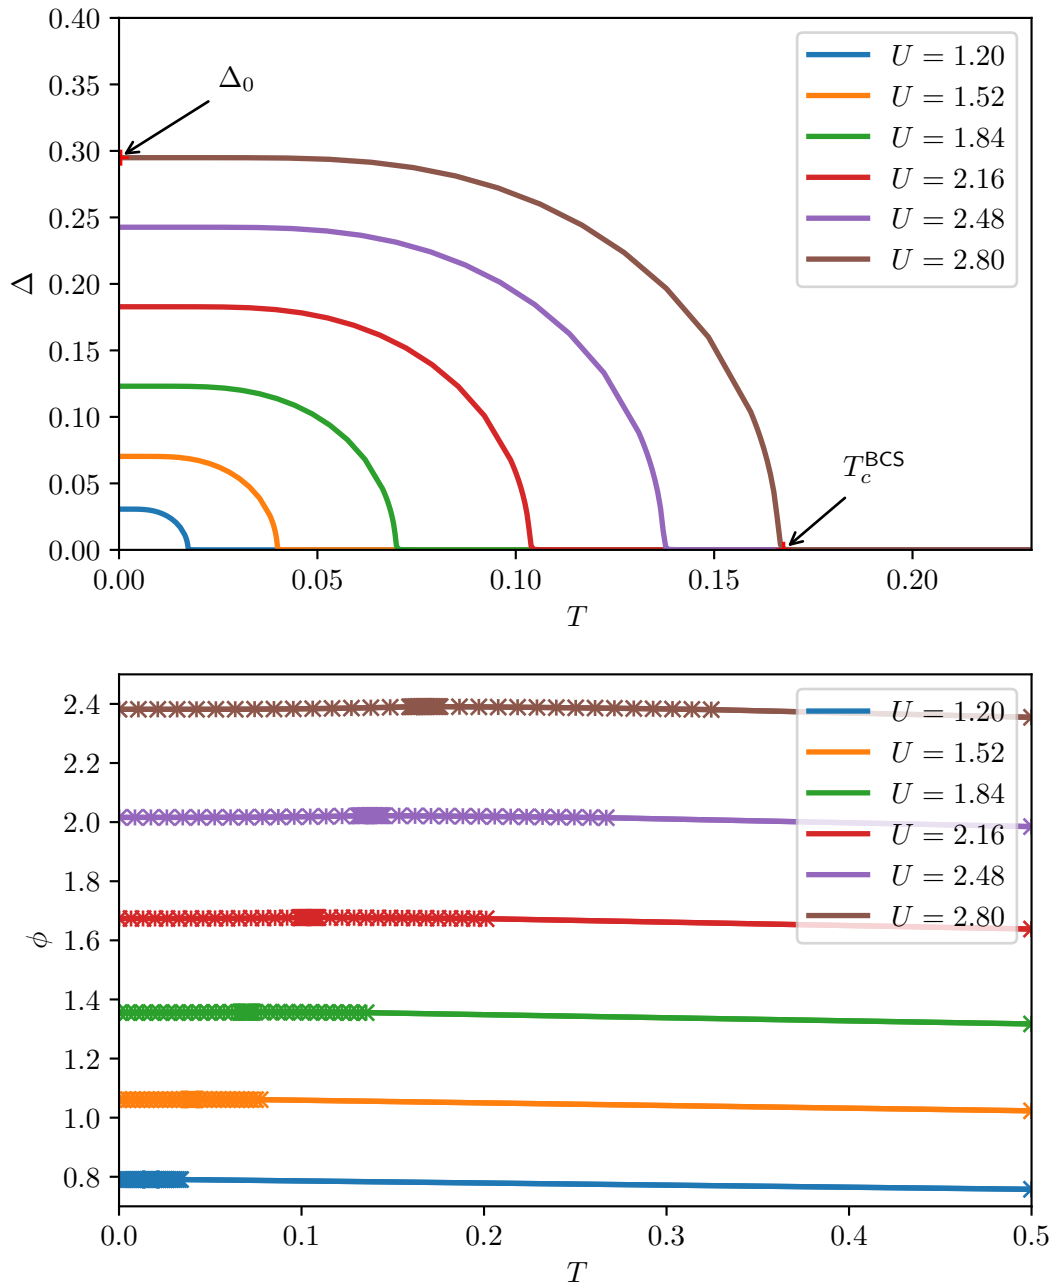 0.40
0.35
0.30
0.25
0.20
0.15
0.10
0.05
0.00
Δ
Δ₀
U = 1.20
U = 1.52
U = 1.84
U = 2.16
U = 2.48
U = 2.80
T_c^BCS
0.00 0.05 0.10 0.15 0.20
T
2.4
2.2
2.0
1.8
1.6
1.4
1.2
1.0
0.8
ϕ
U = 1.20
U = 1.52
U = 1.84
U = 2.16
U = 2.48
U = 2.80
0.0 0.1 0.2 0.3 0.4 0.5
T